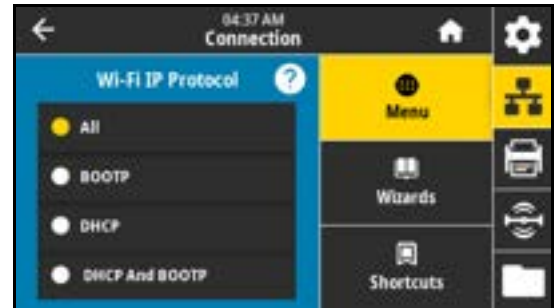 04:37 AM
Connection
Wi-Fi IP Protocol ?
Menu
All
BOOTP
Wizards
DHCP
DHCP And BOOTP
Shortcuts